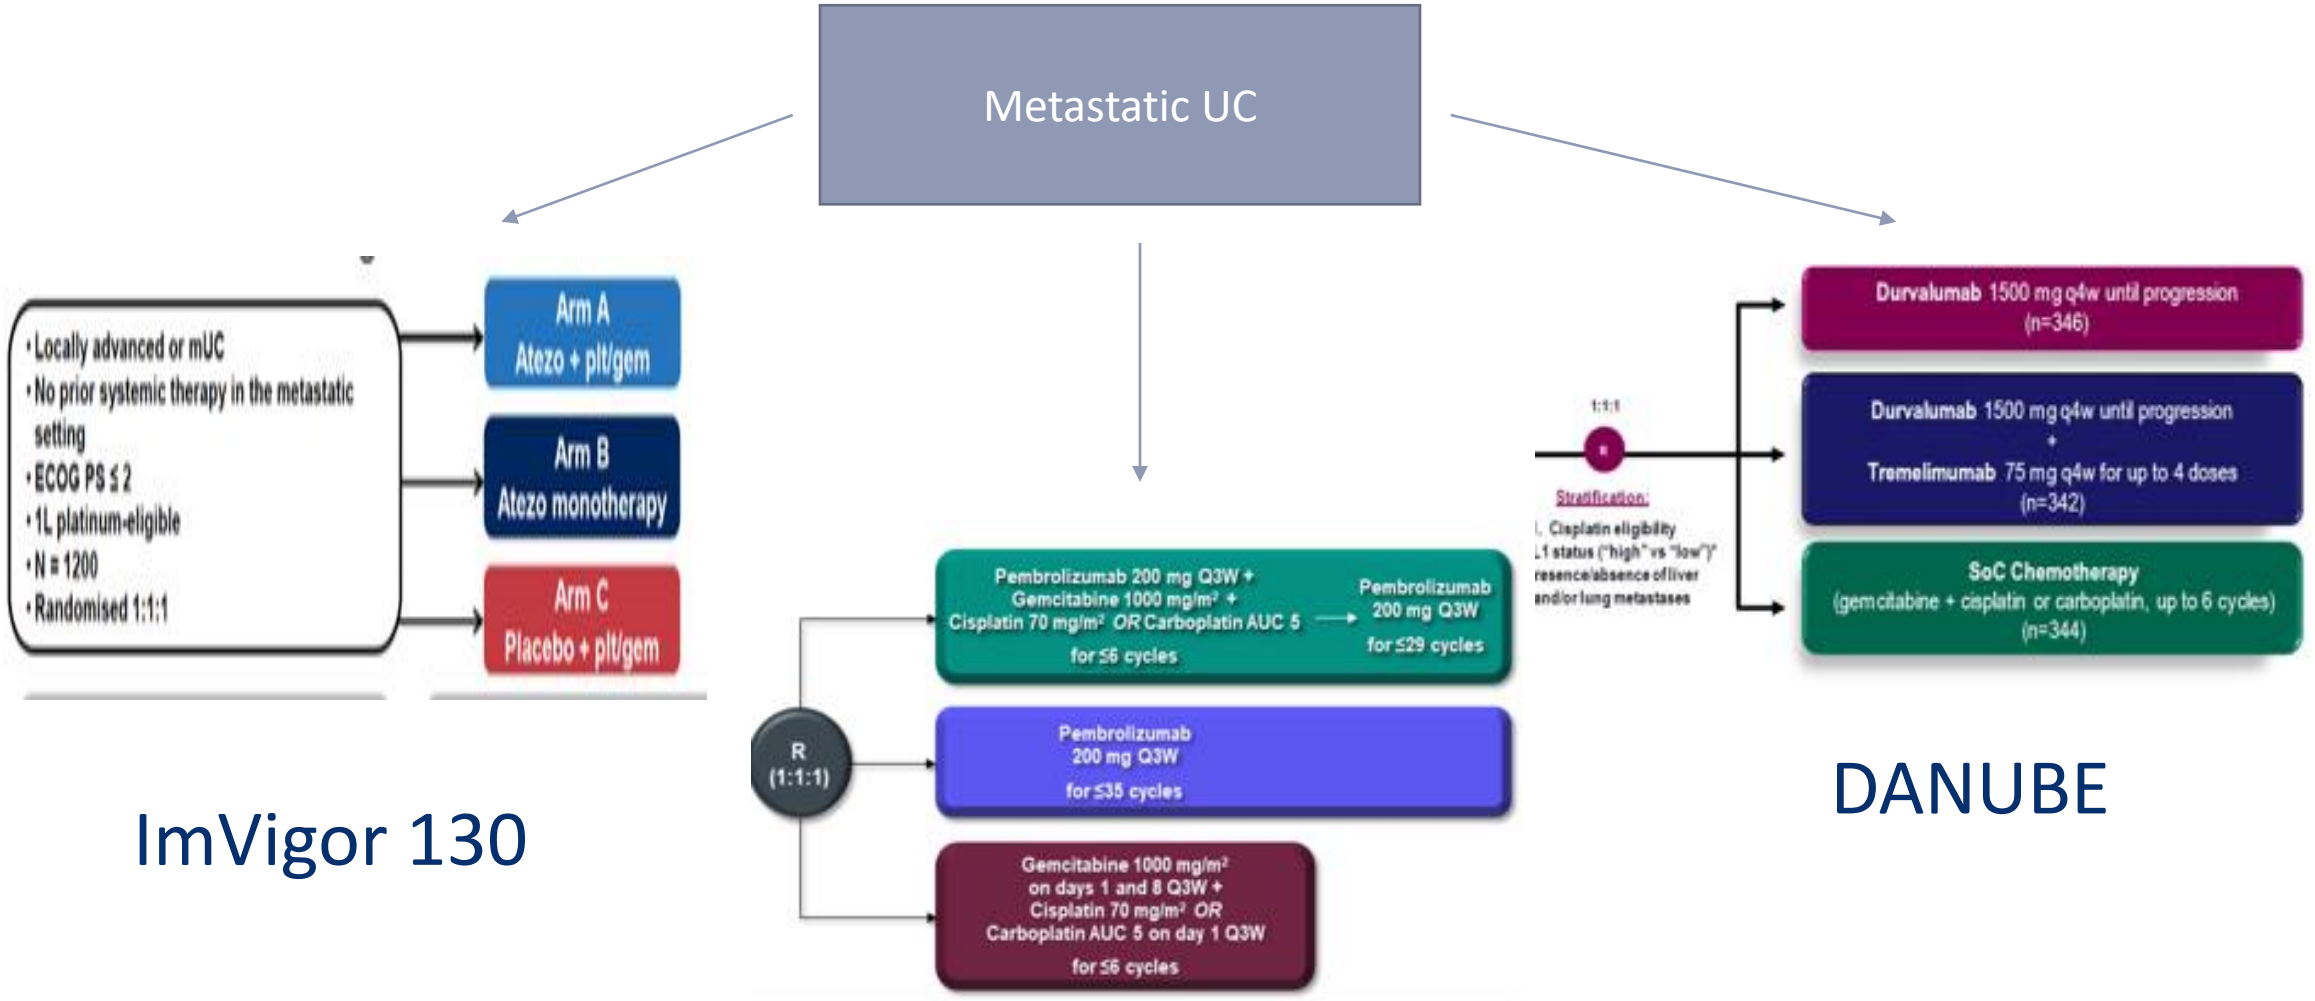 Metastatic UC
• Locally advanced or mUC
• No prior systemic therapy in the metastatic
setting
• ECOG PS ≤ 2
• 1L platinum-eligible
• N = 1200
• Randomised 1:1:1
Arm A
Atezo + plt/gem
Arm B
Atezo monotherapy
Arm C
Placebo + plt/gem
ImVigor 130
R
(1:1:1)
Pembrolizumab 200 mg Q3W +
Gemcitabine 1000 mg/m² +
Cisplatin 70 mg/m² OR Carboplatin AUC 5
for ≤6 cycles
Pembrolizumab
200 mg Q3W
for ≤29 cycles
Pembrolizumab
200 mg Q3W
for ≤35 cycles
Gemcitabine 1000 mg/m²
on days 1 and 8 Q3W +
Cisplatin 70 mg/m² OR
Carboplatin AUC 5 on day 1 Q3W
for ≤6 cycles
1:1:1
R
Stratification:
. Cisplatin eligibility
L1 status ("high" vs "low")*
resence/absence of liver
and/or lung metastases
Durvalumab 1500 mg q4w until progression
(n=346)
Durvalumab 1500 mg q4w until progression
+
Tremelimumab 75 mg q4w for up to 4 doses
(n=342)
SoC Chemotherapy
(gemcitabine + cisplatin or carboplatin, up to 6 cycles)
(n=344)
DANUBE